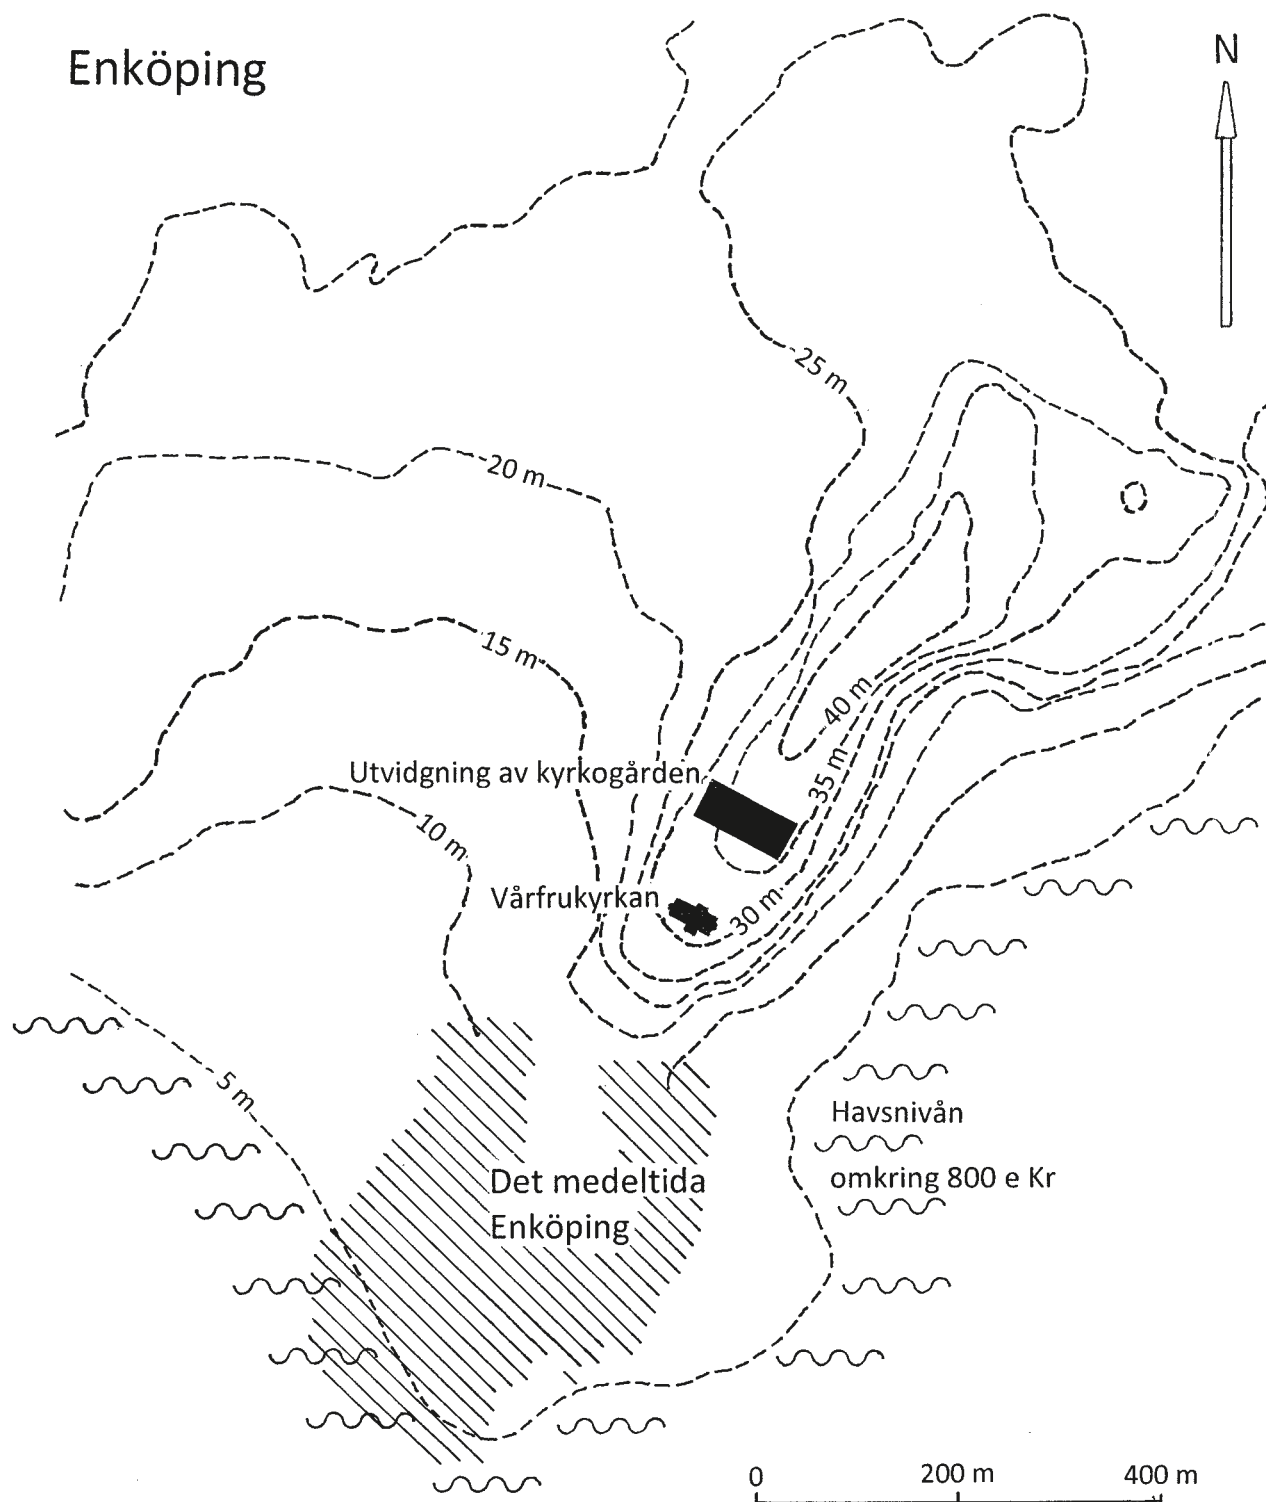 Enköping
N
25 m
20 m
15 m
40 m
Utvidgning av kyrkogården
35 m
10 m
Vårfrukyrkan
30 m
5 m
Havsnivån
omkring 800 e Kr
Det medeltida
Enköping
0
200 m
400 m